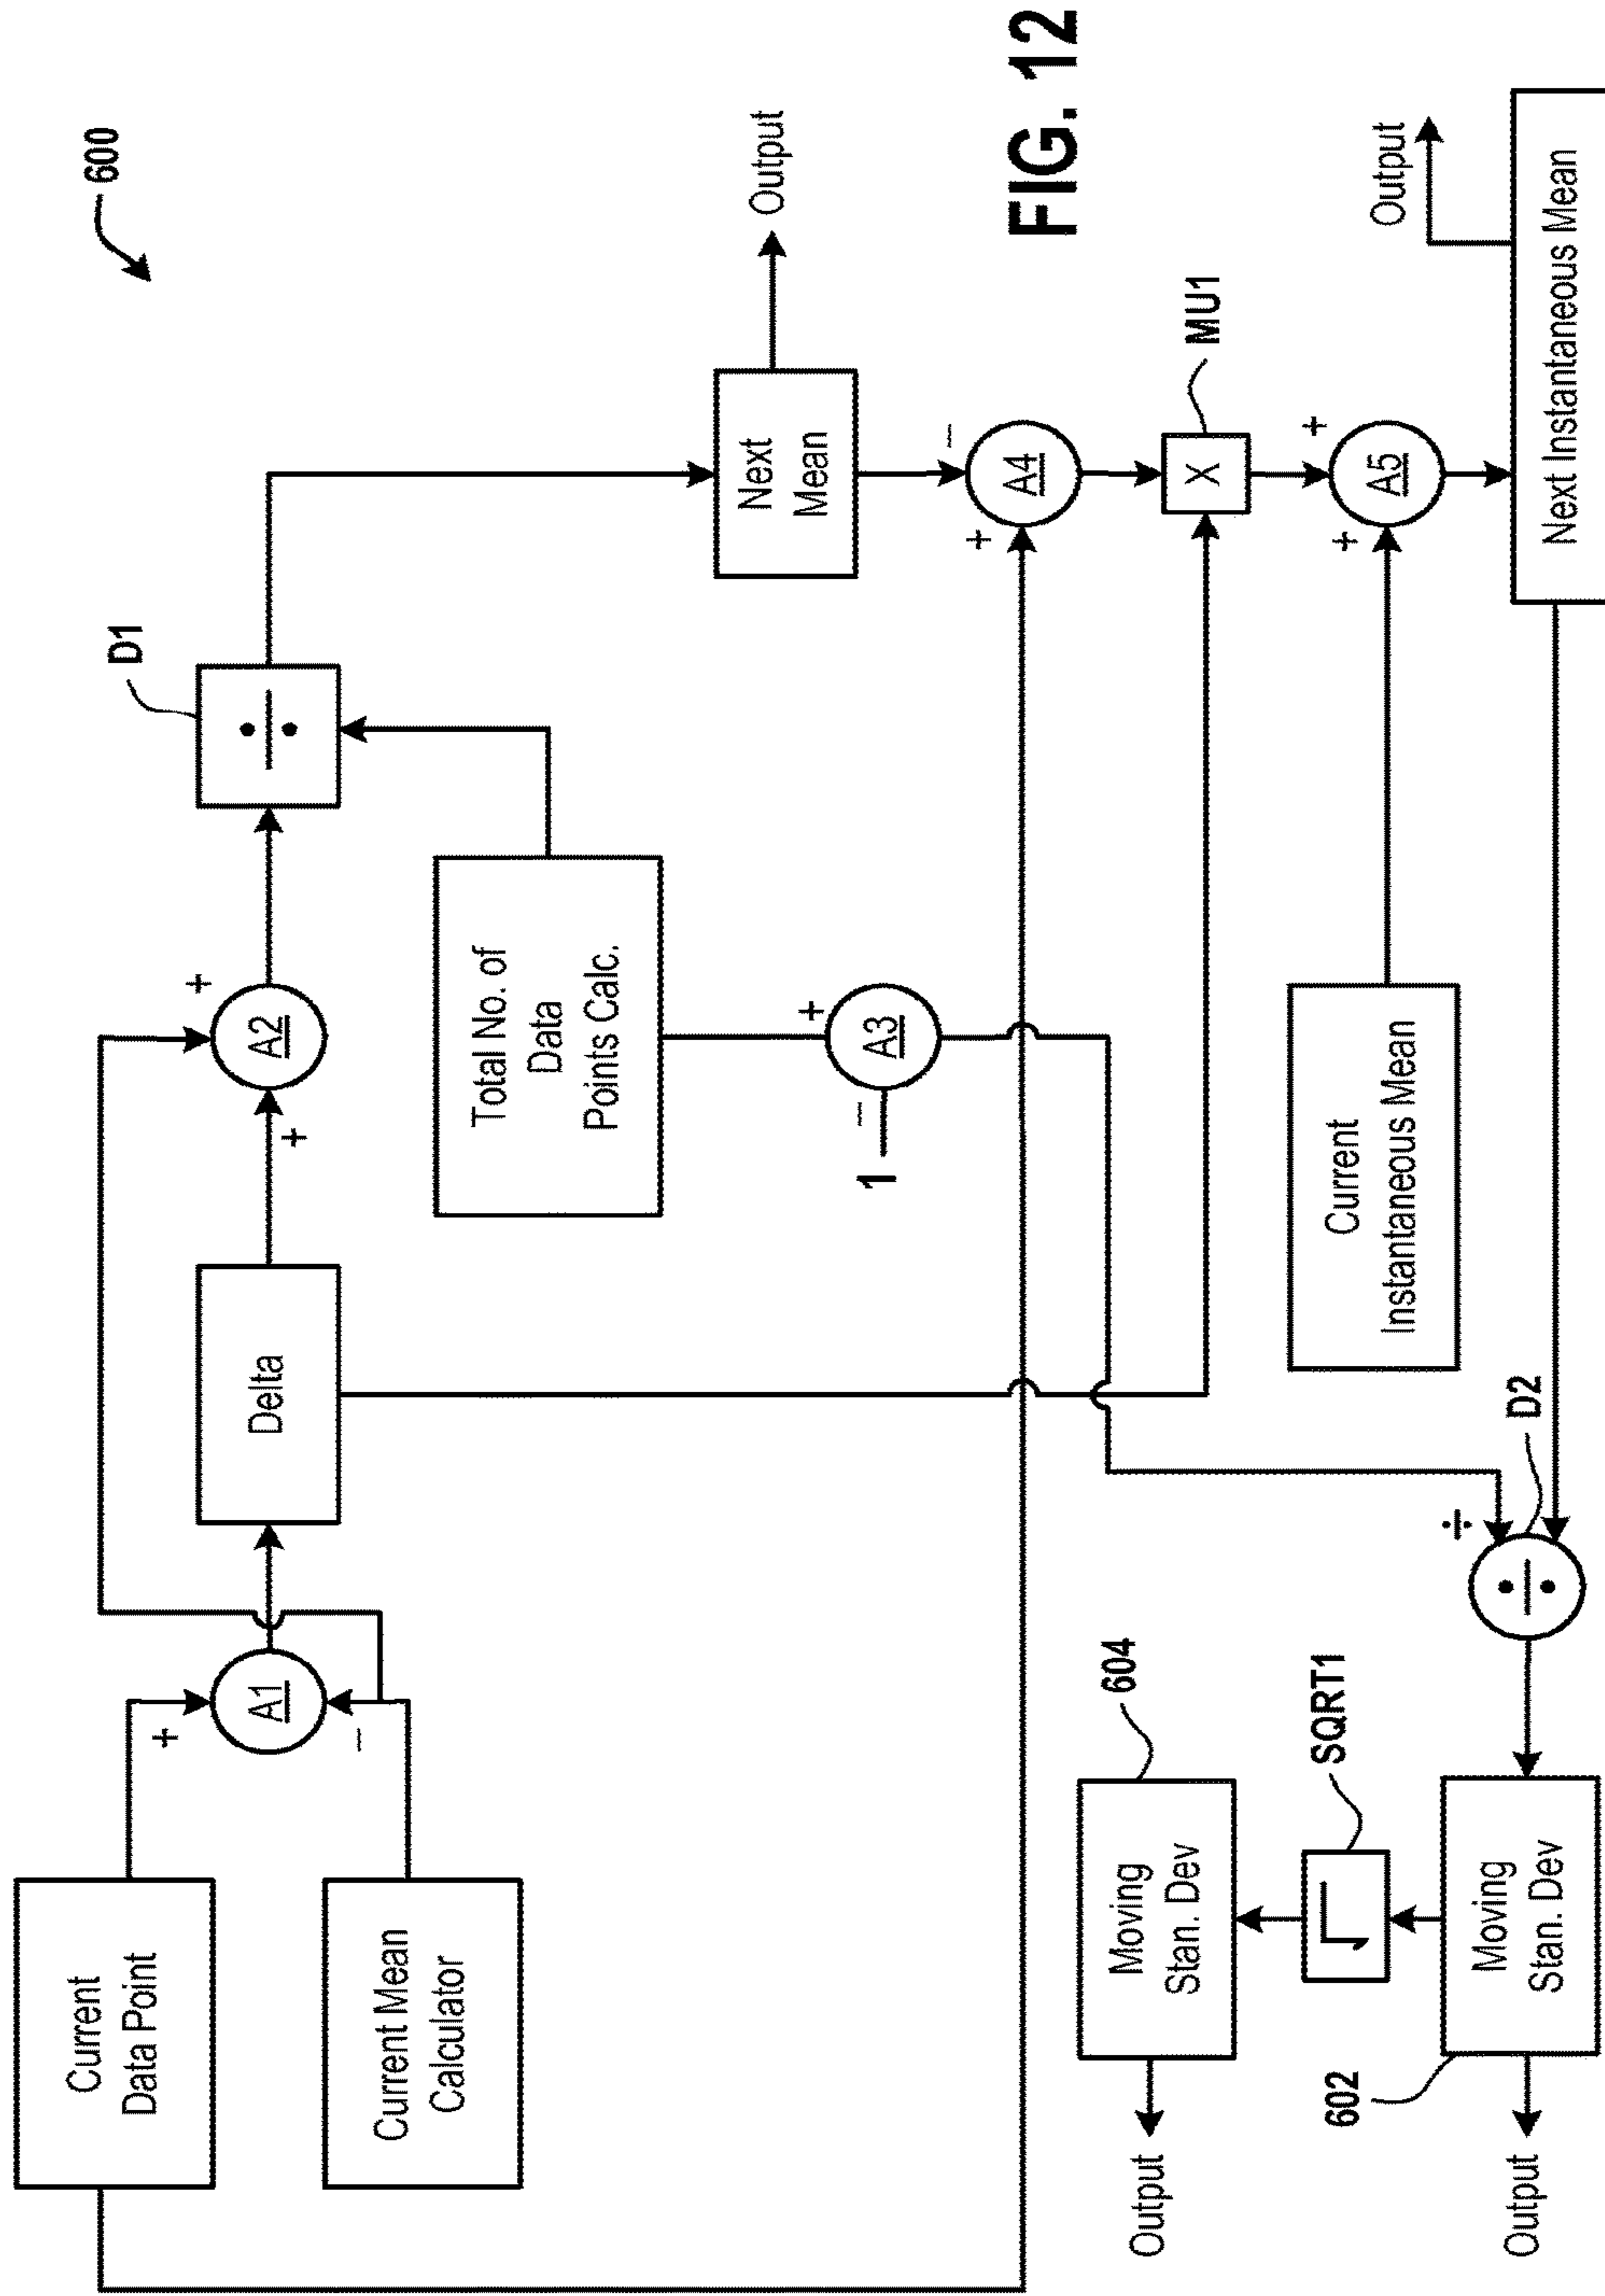 600
Current
Data Point
Current Mean
Calculator
+
−
A1
Delta
+
+
A2
D1
Total No. of
Data
Points Calc.
+
A3
−
1
Next
Mean
Output
−
+
A4
MU1
X
+
+
A5
Current
Instantaneous Mean
Next Instantaneous Mean
Output
÷
D2
604
Moving
Stan. Dev
Output
SQRT1
602
Moving
Stan. Dev
Output
FIG. 12